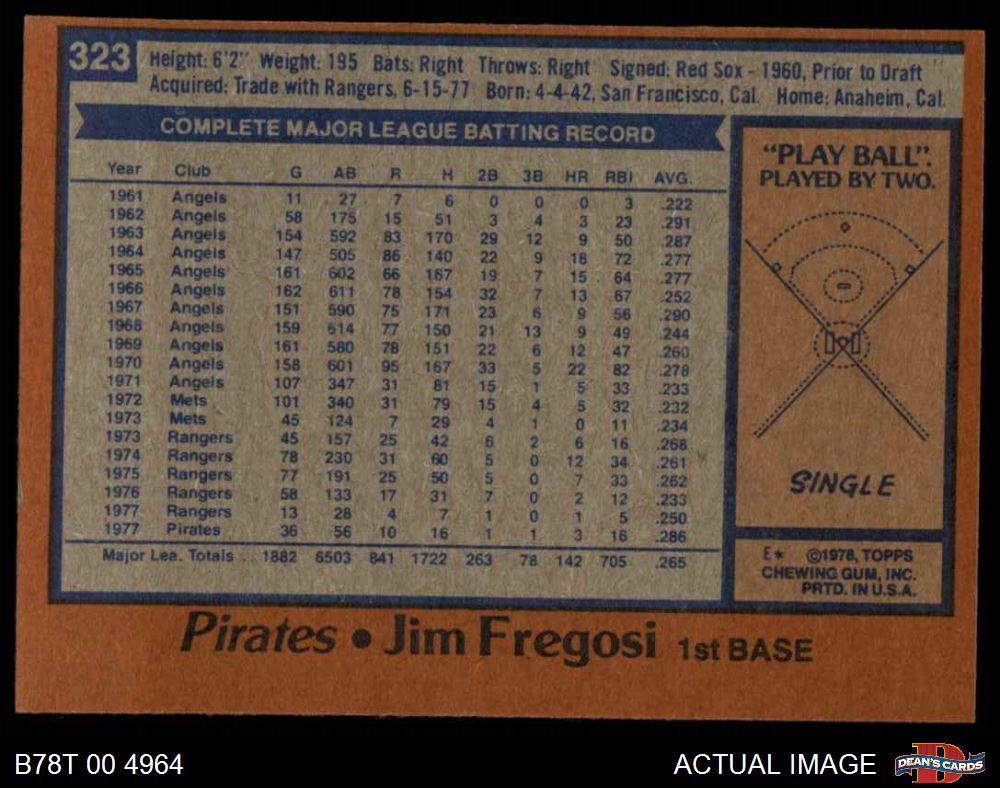 323
Height: 6'2" Weight: 195 Bats: Right Throws: Right Signed: Red Sox - 1960, Prior to Draft
Acquired: Trade with Rangers, 6-15-77 Born: 4-4-42, San Francisco, Cal. Home: Anaheim, Cal.
COMPLETE MAJOR LEAGUE BATTING RECORD
Year Club G AB R H 2B 3B HR RBI AVG.
1961 Angels 11 27 7 6 0 0 0 3 .222
1962 Angels 58 175 15 51 3 4 3 23 .291
1963 Angels 154 592 83 170 29 12 9 50 .287
1964 Angels 147 505 86 140 22 9 18 72 .277
1965 Angels 161 602 66 167 19 7 15 64 .277
1966 Angels 162 611 78 154 32 7 13 67 .252
1967 Angels 151 590 75 171 23 6 9 56 .290
1968 Angels 159 614 77 150 21 13 9 49 .244
1969 Angels 161 580 78 151 22 6 12 47 .260
1970 Angels 158 601 95 167 33 5 22 82 .278
1971 Angels 107 347 31 81 15 1 5 33 .233
1972 Mets 101 340 31 79 15 4 5 32 .232
1973 Mets 45 124 7 29 4 1 0 11 .234
1973 Rangers 45 157 25 42 6 2 6 16 .268
1974 Rangers 78 230 31 60 5 0 12 34 .261
1975 Rangers 77 191 25 50 5 0 7 33 .262
1976 Rangers 58 133 17 31 7 0 2 12 .233
1977 Rangers 13 28 4 7 1 0 1 5 .250
1977 Pirates 36 56 10 16 1 1 3 16 .286
Major Lea. Totals . . 1882 6503 841 1722 263 78 142 705 .265
"PLAY BALL".
PLAYED BY TWO.
SINGLE
E* ©1978, TOPPS
CHEWING GUM, INC.
PRTD. IN U.S.A.
Pirates • Jim Fregosi 1st BASE
B78T 00 4964
ACTUAL IMAGE
D
DEAN'S CARDS